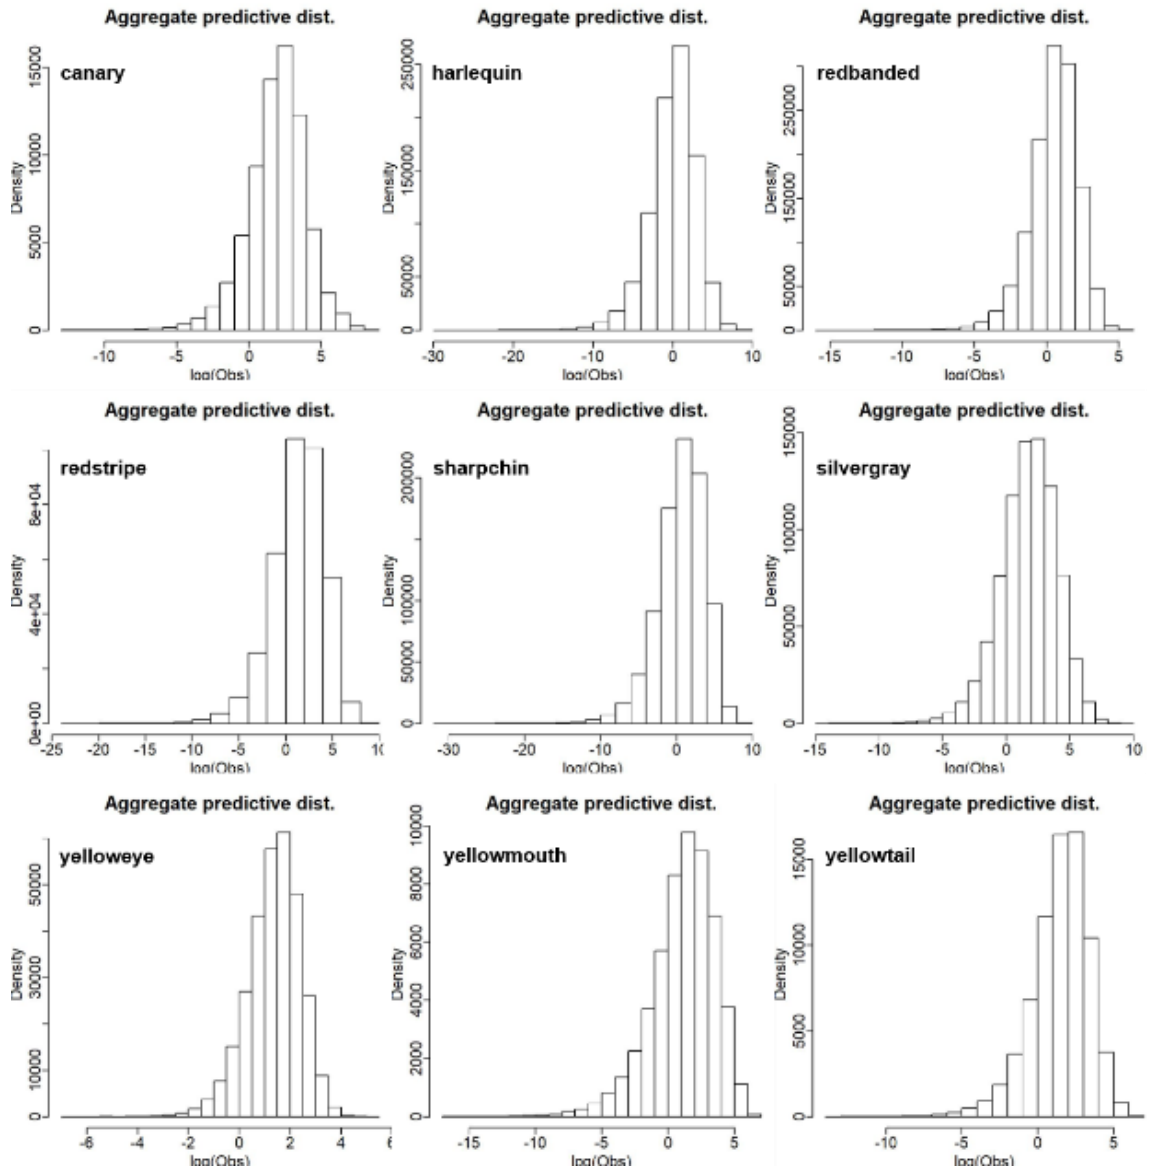 Aggregate predictive dist.
canary
Density
0
5000
10000
15000
-10
-5
0
5
log(Obs)
Aggregate predictive dist.
harlequin
Density
0
50000
150000
250000
-30
-20
-10
0
10
log(Obs)
Aggregate predictive dist.
redbanded
Density
0
50000
150000
250000
-15
-10
-5
0
5
log(Obs)
Aggregate predictive dist.
redstripe
Density
0e+00
4e+04
8e+04
-25
-20
-15
-10
-5
0
5
10
log(Obs)
Aggregate predictive dist.
sharpchin
Density
0
50000
100000
200000
-30
-20
-10
0
10
log(Obs)
Aggregate predictive dist.
silvergray
Density
0
50000
100000
150000
-15
-10
-5
0
5
10
log(Obs)
Aggregate predictive dist.
yelloweye
Density
0
10000
30000
50000
-6
-4
-2
0
2
4
6
log(Obs)
Aggregate predictive dist.
yellowmouth
Density
0
2000
4000
6000
8000
10000
-15
-10
-5
0
5
log(Obs)
Aggregate predictive dist.
yellowtail
Density
0
5000
10000
15000
-10
-5
0
5
log(Obs)